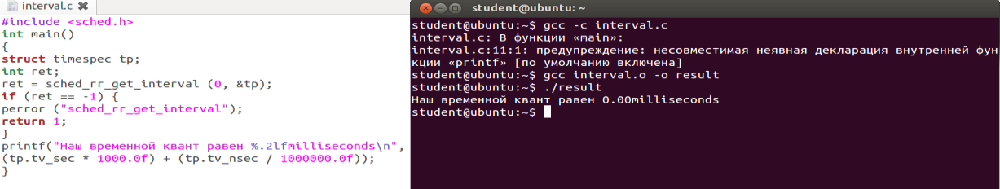 interval.c
#include <sched.h>
int main()
{
struct timespec tp;
int ret;
ret = sched_rr_get_interval (0, &tp);
if (ret == -1) {
perror ("sched_rr_get_interval");
return 1;
}
printf("Наш временной квант равен %.2lfmilliseconds\n",
(tp.tv_sec * 1000.0f) + (tp.tv_nsec / 1000000.0f));
}
student@ubuntu: ~
student@ubuntu:~$ gcc -c interval.c
interval.c: В функции «main»:
interval.c:11:1: предупреждение: несовместимая неявная декларация внутренней фун
кции «printf» [по умолчанию включена]
student@ubuntu:~$ gcc interval.o -o result
student@ubuntu:~$ ./result
Наш временной квант равен 0.00milliseconds
student@ubuntu:~$